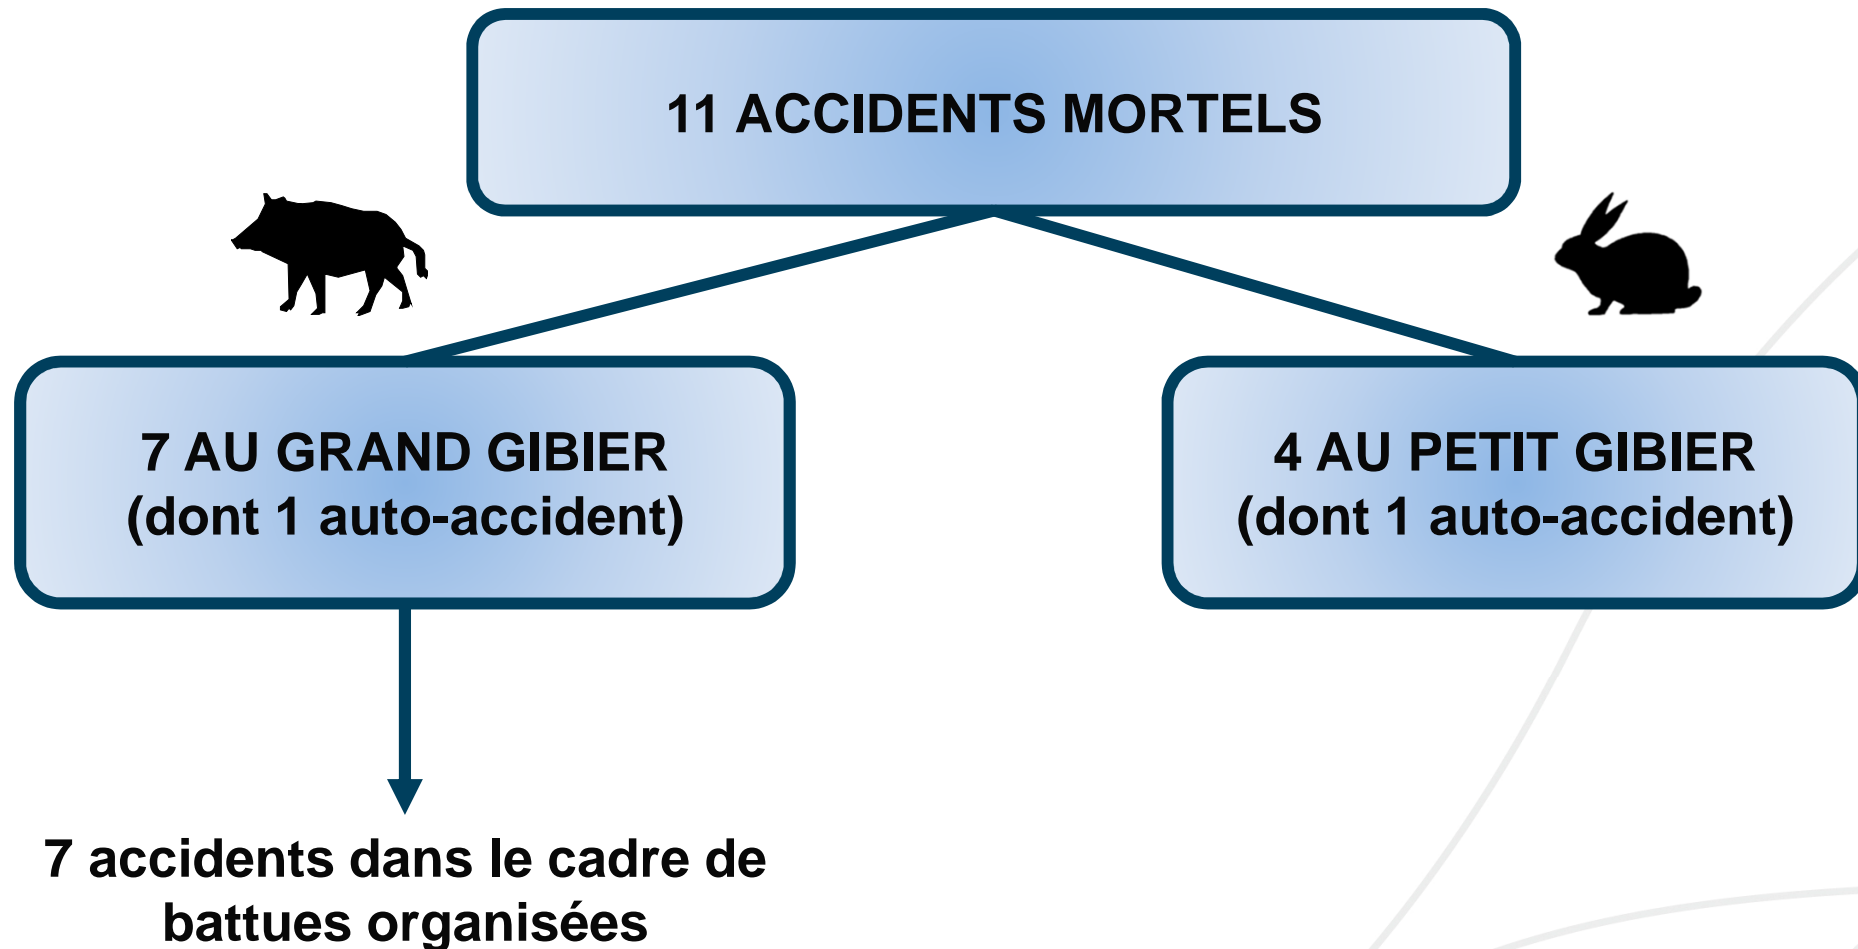 11 ACCIDENTS MORTELS
7 AU GRAND GIBIER
(dont 1 auto-accident)
4 AU PETIT GIBIER
(dont 1 auto-accident)
7 accidents dans le cadre de
battues organisées